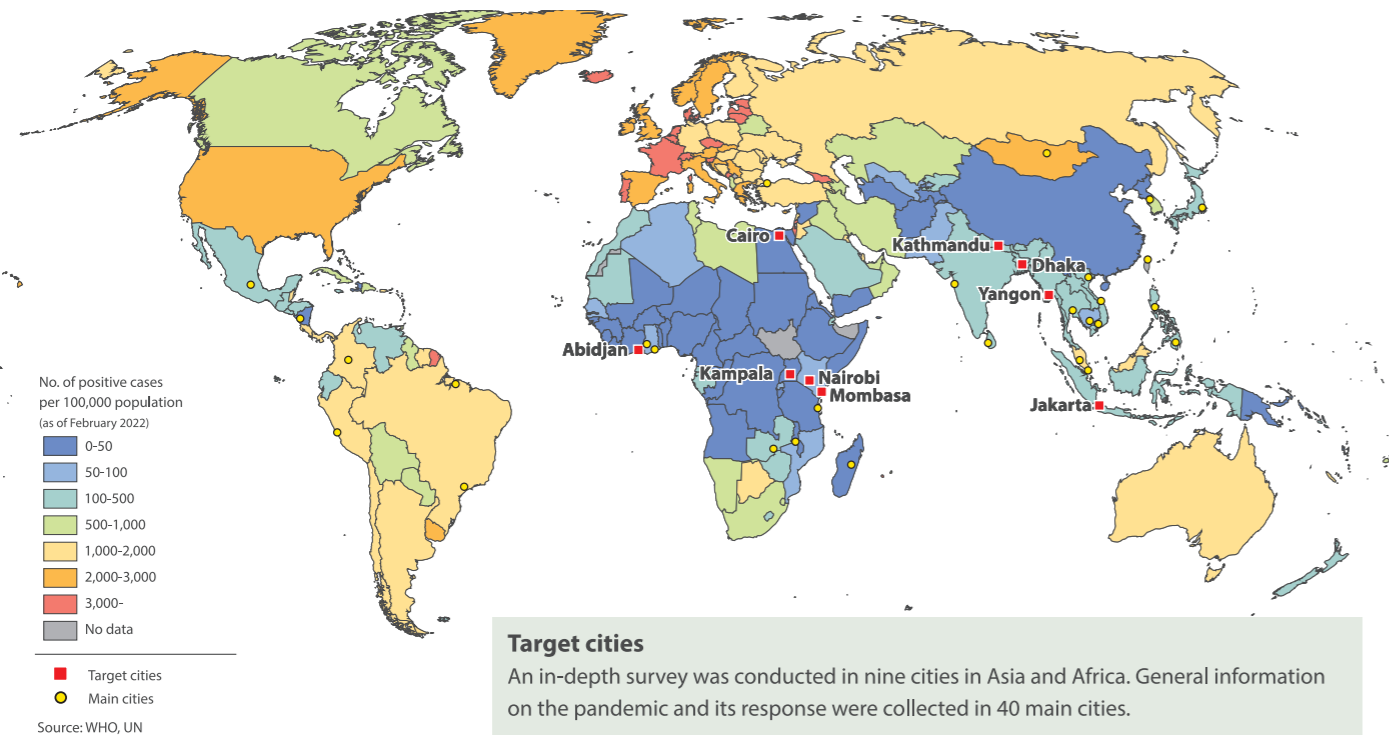 Cairo
Kathmandu
Dhaka
Yangon
Abidjan
Kampala
Nairobi
Mombasa
Jakarta
No. of positive cases
per 100,000 population
(as of February 2022)
0-50
50-100
100-500
500-1,000
1,000-2,000
2,000-3,000
3,000-
No data
Target cities
Main cities
Source: WHO, UN
Target cities
An in-depth survey was conducted in nine cities in Asia and Africa. General information
on the pandemic and its response were collected in 40 main cities.